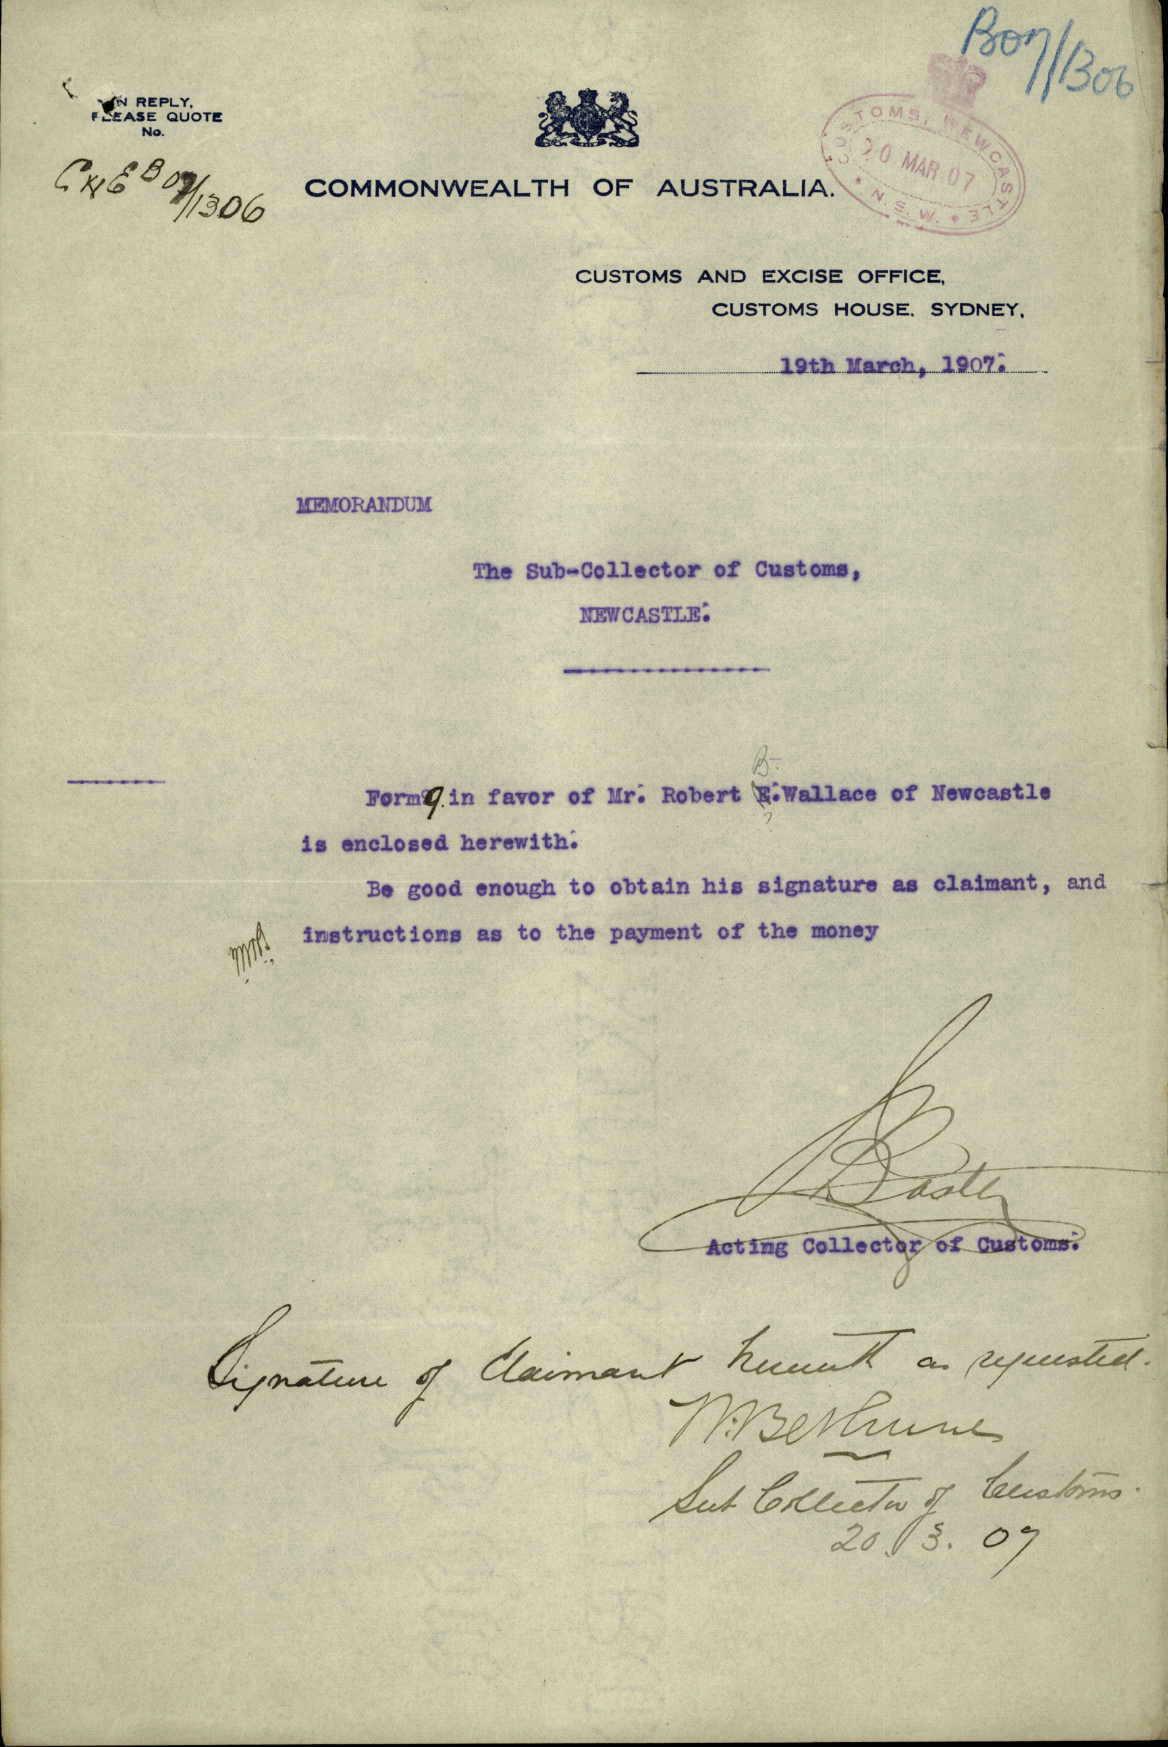 B07/1306
IN REPLY,
PLEASE QUOTE
No.
C & E B 07/1306
COMMONWEALTH OF AUSTRALIA.
CUSTOMS, NEWCASTLE
20 MAR 07
N.S.W.
CUSTOMS AND EXCISE OFFICE,
CUSTOMS HOUSE, SYDNEY,
19th March, 1907.
MEMORANDUM
The Sub-Collector of Customs,
NEWCASTLE.
B.
Form 9. in favor of Mr. Robert E. Wallace of Newcastle
is enclosed herewith.
Be good enough to obtain his signature as claimant, and
instructions as to the payment of the money
Acting Collector of Customs.
Signature of Claimant herewith as requested.
Sub Collector of Customs.
20.3.07